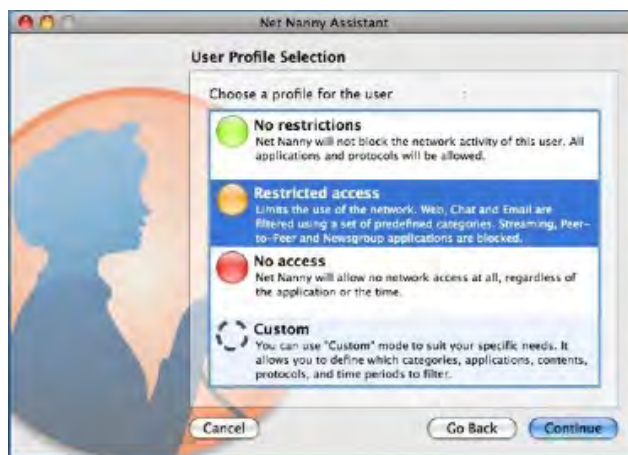 Net Nanny Assistant
User Profile Selection
Choose a profile for the user
No restrictions
Net Nanny will not block the network activity of this user. All
applications and protocols will be allowed.
Restricted access
Limits the use of the network. Web, Chat and Email are
filtered using a set of predefined categories. Streaming, Peer-
to-Peer and Newsgroup applications are blocked.
No access
Net Nanny will allow no network access at all, regardless of
the application or the time.
Custom
You can use "Custom" mode to suit your specific needs. It
allows you to define which categories, applications, contents,
protocols, and time periods to filter.
Cancel
Go Back
Continue